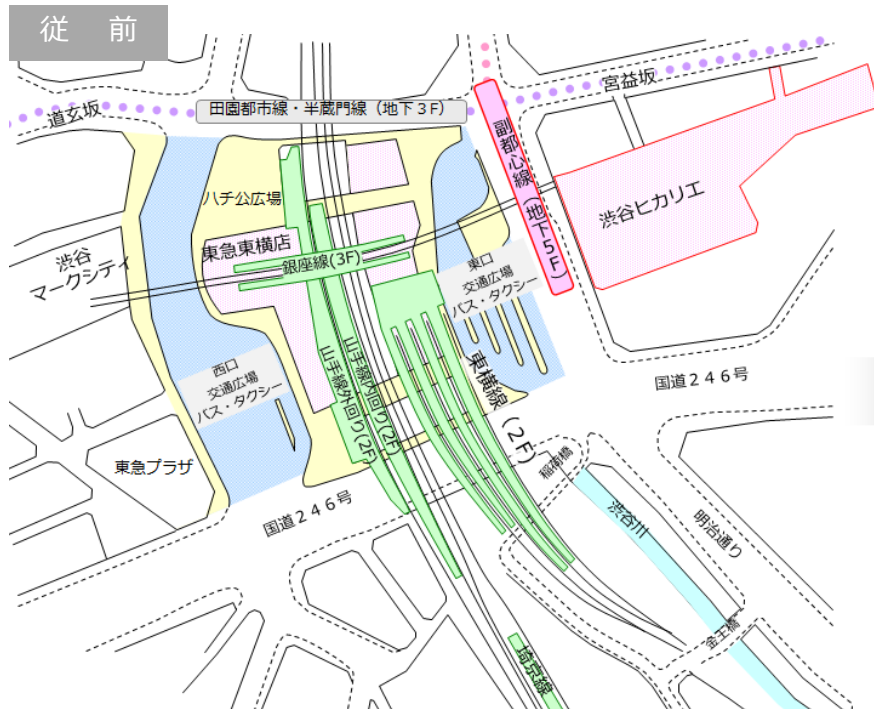 従 前
宮益坂
道玄坂
田園都市線・半蔵門線（地下３F）
副都心線（地下５F）
ハチ公広場
渋谷ヒカリエ
東急東横店
渋谷
マークシティ
銀座線(3F)
東口
交通広場
バス・タクシー
山手線外回り(2F)
山手線内回り(2F)
東横線（２F）
西口
交通広場
バス・タクシー
国道２４６号
東急プラザ
稲荷橋
国道２４６号
渋谷川
明治通り
金王橋
埼京線